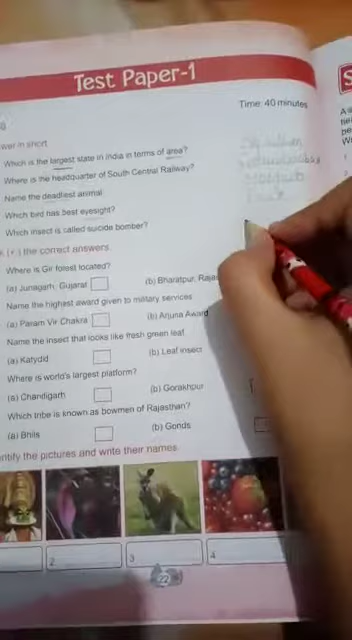 Test Paper-1
Time: 40 minutes
wer in short
Which is the largest state in India in terms of area?
Where is the headquarter of South Central Railway?
Name the deadliest animal
Which bird has best eyesight?
Which insect is called suicide bomber?
the correct answers.
Where is Gir forest located?
(a) Junagarh, Gujarat (b) Bharatpur, Rajas
Name the highest award given to military services
(a) Param Vir Chakra (b) Arjuna Award
Name the insect that looks like fresh green leaf
(a) Katydid (b) Leaf insect
Where is world's largest platform?
(a) Chandigarh (b) Gorakhpur
Which tribe is known as bowmen of Rajasthan?
(a) Bhils (b) Gonds
entify the pictures and write their names.
2 3 4
22